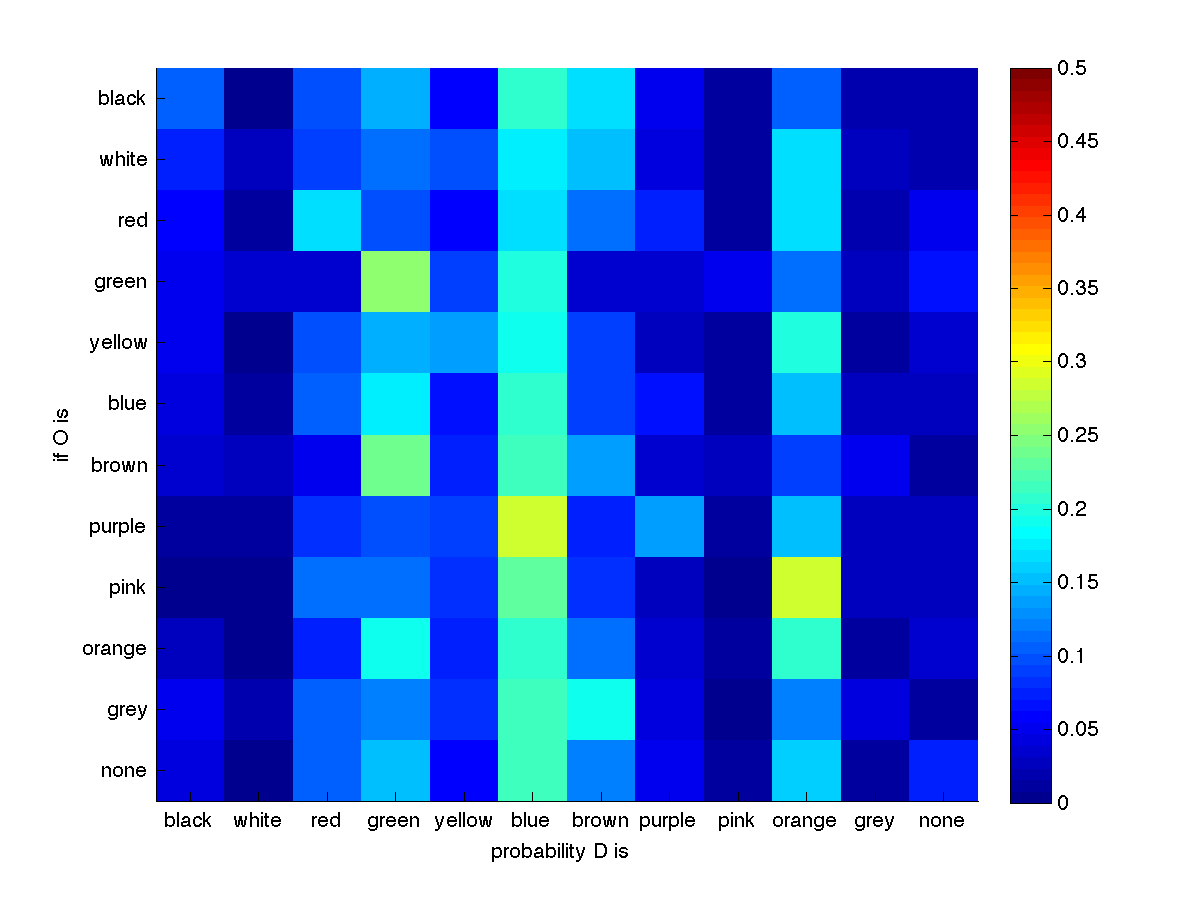 0.5
black
0.45
white
0.4
red
0.35
green
0.3
yellow
0.25
blue
if O is
brown
0.2
purple
0.15
pink
0.1
orange
0.05
grey
none
0
black white red green yellow blue brown purple pink orange grey none
probability D is